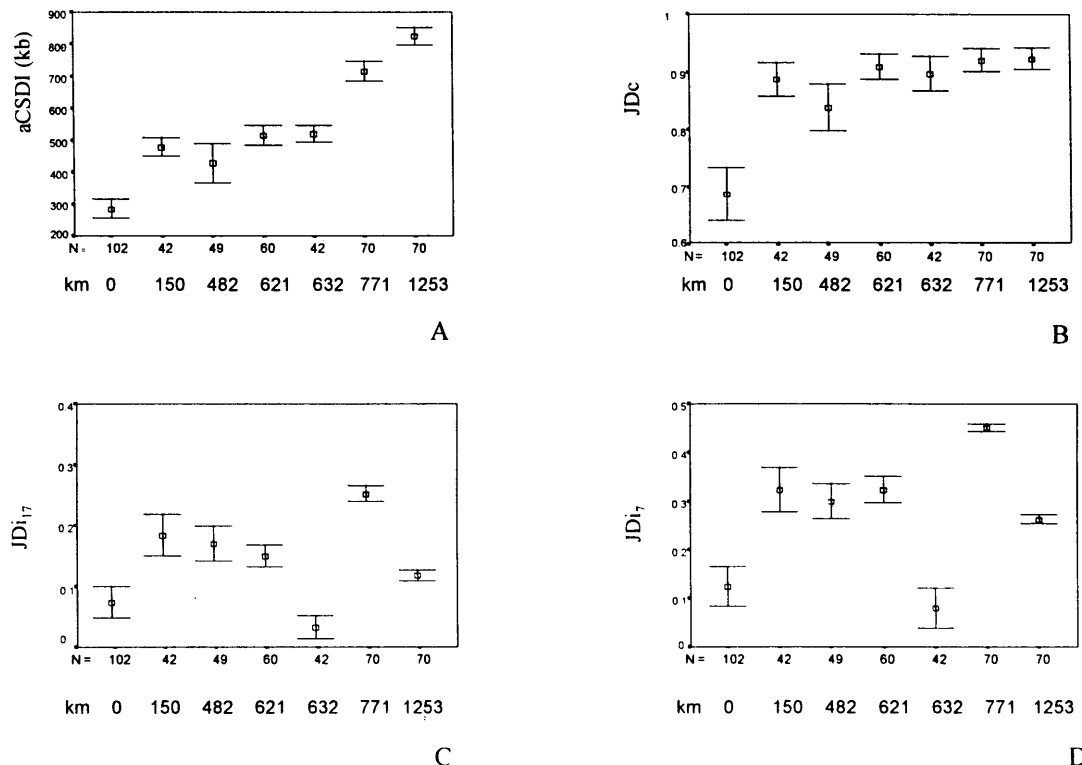 900
800
700
600
500
400
300
200
aCSDI (kb)
N = 102 42 49 60 42 70 70
km 0 150 482 621 632 771 1253
A
1
0.9
0.8
0.7
0.6
JDc
N = 102 42 49 60 42 70 70
km 0 150 482 621 632 771 1253
B
0.4
0.3
0.2
0.1
0
JDi17
N = 102 42 49 60 42 70 70
km 0 150 482 621 632 771 1253
C
0.5
0.4
0.3
0.2
0.1
0
JDi7
N = 102 42 49 60 42 70 70
km 0 150 482 621 632 771 1253
D